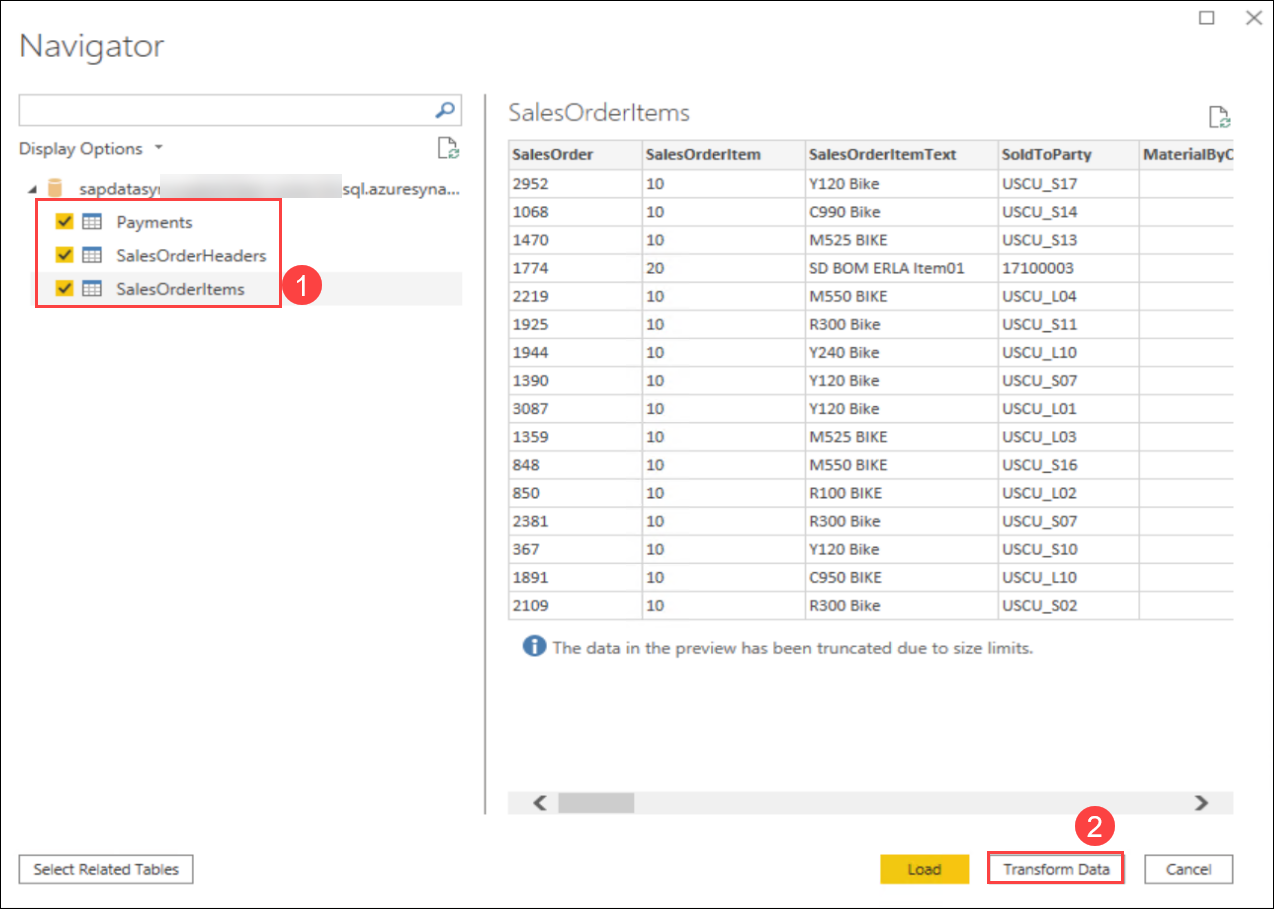 Navigator
Display Options
sapdatasy sql.azuresyna...
Payments
SalesOrderHeaders
SalesOrderItems
1
SalesOrderItems
SalesOrder SalesOrderItem SalesOrderItemText SoldToParty MaterialByC
2952 10 Y120 Bike USCU_S17
1068 10 C990 Bike USCU_S14
1470 10 M525 BIKE USCU_S13
1774 20 SD BOM ERLA Item01 17100003
2219 10 M550 BIKE USCU_L04
1925 10 R300 Bike USCU_S11
1944 10 Y240 Bike USCU_L10
1390 10 Y120 Bike USCU_S07
3087 10 Y120 Bike USCU_L01
1359 10 M525 BIKE USCU_L03
848 10 M550 BIKE USCU_S16
850 10 R100 BIKE USCU_L02
2381 10 R300 Bike USCU_S07
367 10 Y120 Bike USCU_S10
1891 10 C950 BIKE USCU_L10
2109 10 R300 Bike USCU_S02
The data in the preview has been truncated due to size limits.
2
Select Related Tables
Load
Transform Data
Cancel